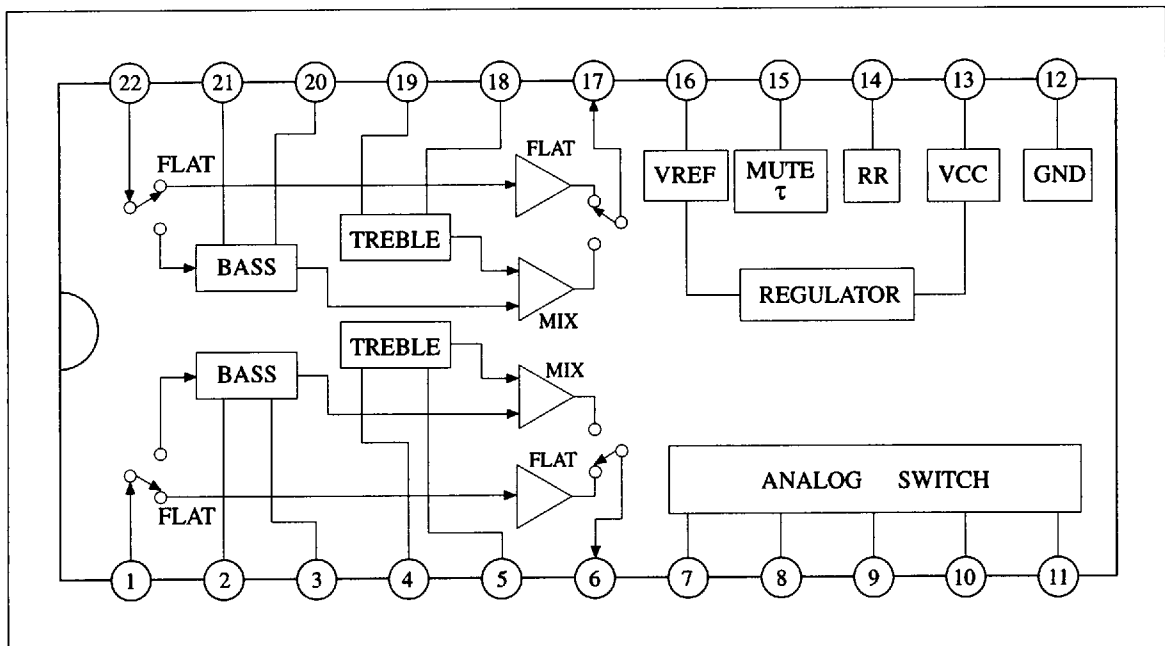 22 21 20 19 18 17 16 15 14 13 12
FLAT
FLAT
VREF
MUTE
τ
RR
VCC
GND
TREBLE
BASS
REGULATOR
MIX
TREBLE
BASS
MIX
FLAT
ANALOG SWITCH
FLAT
1 2 3 4 5 6 7 8 9 10 11